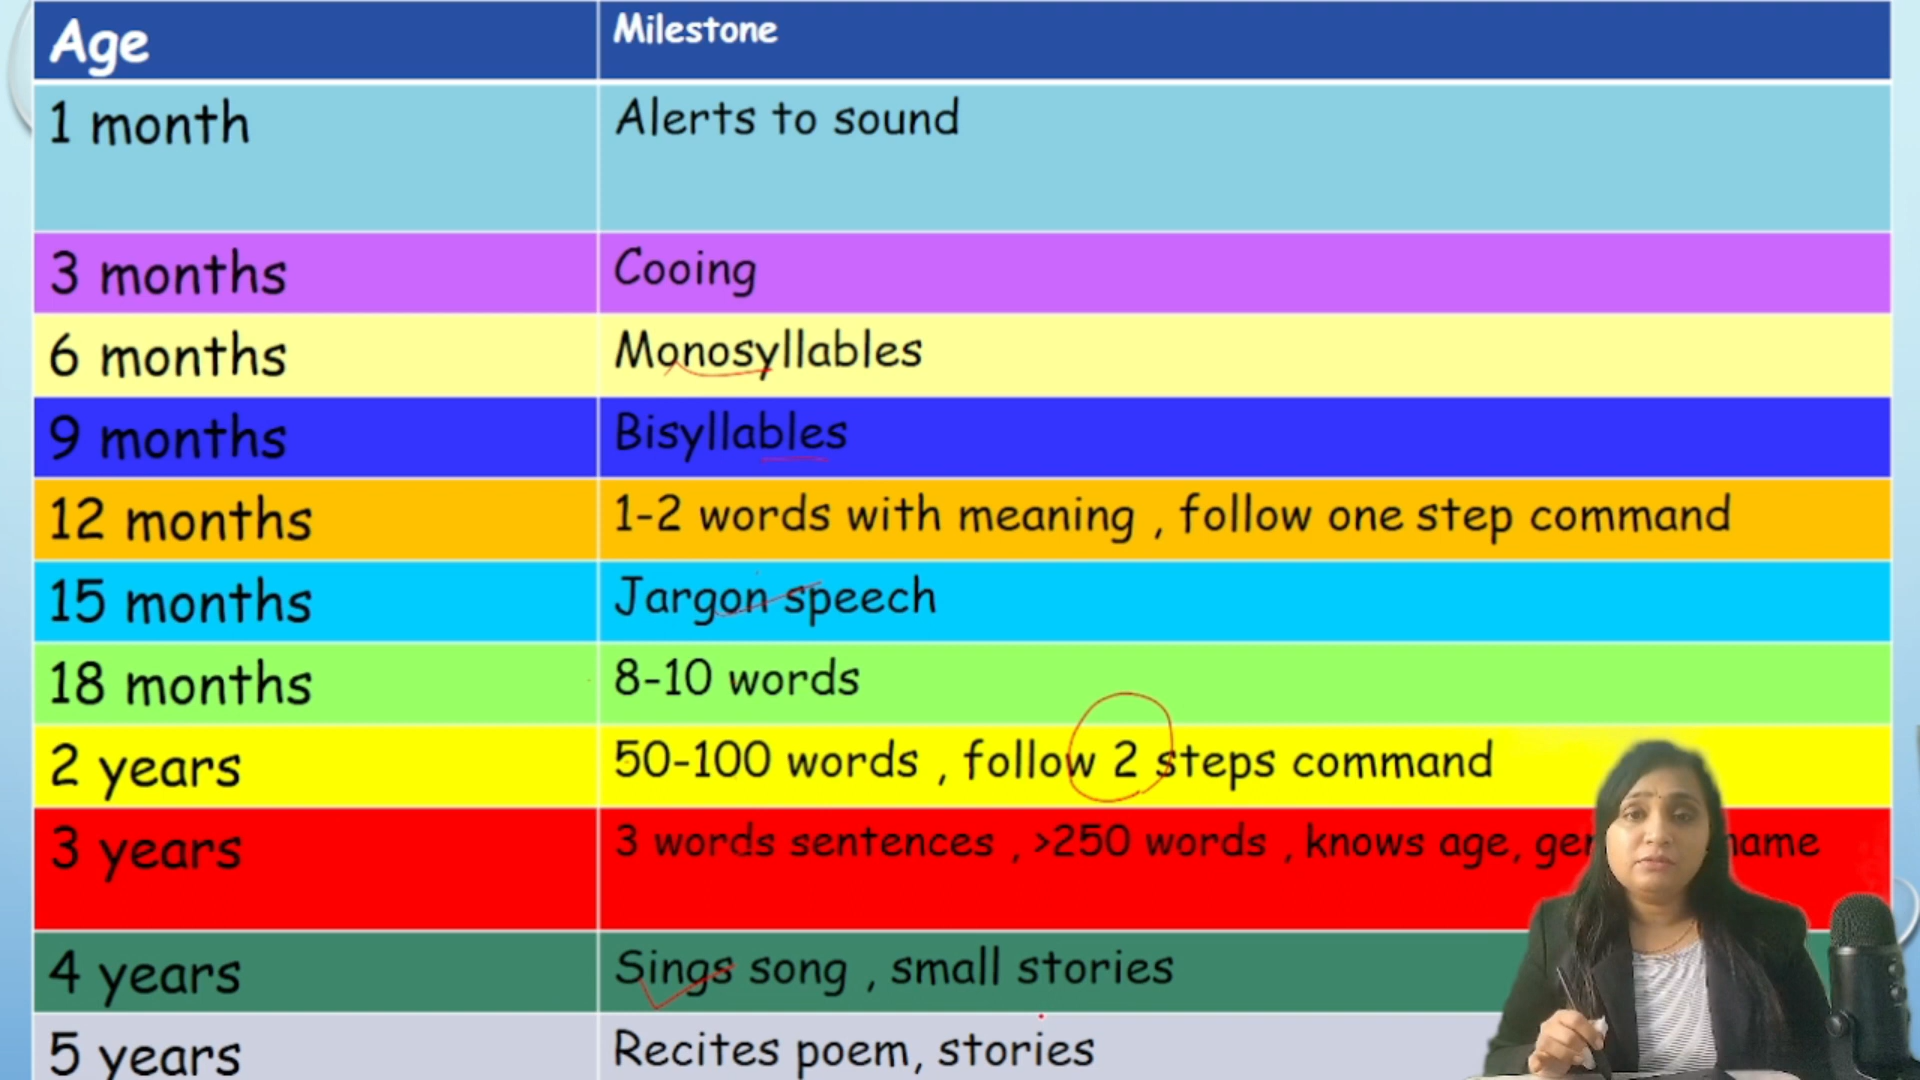 Age Milestone
1 month Alerts to sound
3 months Cooing
6 months Monosyllables
9 months Bisyllables
12 months 1-2 words with meaning , follow one step command
15 months Jargon speech
18 months 8-10 words
2 years 50-100 words , follow 2 steps command
3 years 3 words sentences , >250 words , knows age, name
4 years Sings song , small stories
5 years Recites poem, stories